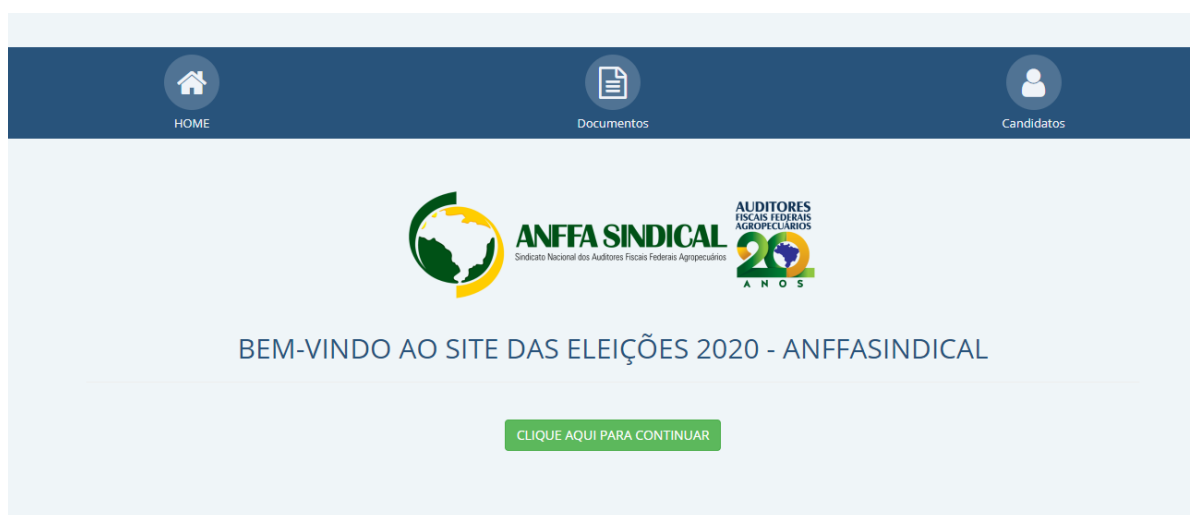 HOME
Documentos
Candidatos
ANFFA SINDICAL
Sindicato Nacional dos Auditores Fiscais Federais Agropecuários
AUDITORES
FISCAIS FEDERAIS
AGROPECUÁRIOS
20
ANOS
BEM-VINDO AO SITE DAS ELEIÇÕES 2020 - ANFFASINDICAL
CLIQUE AQUI PARA CONTINUAR